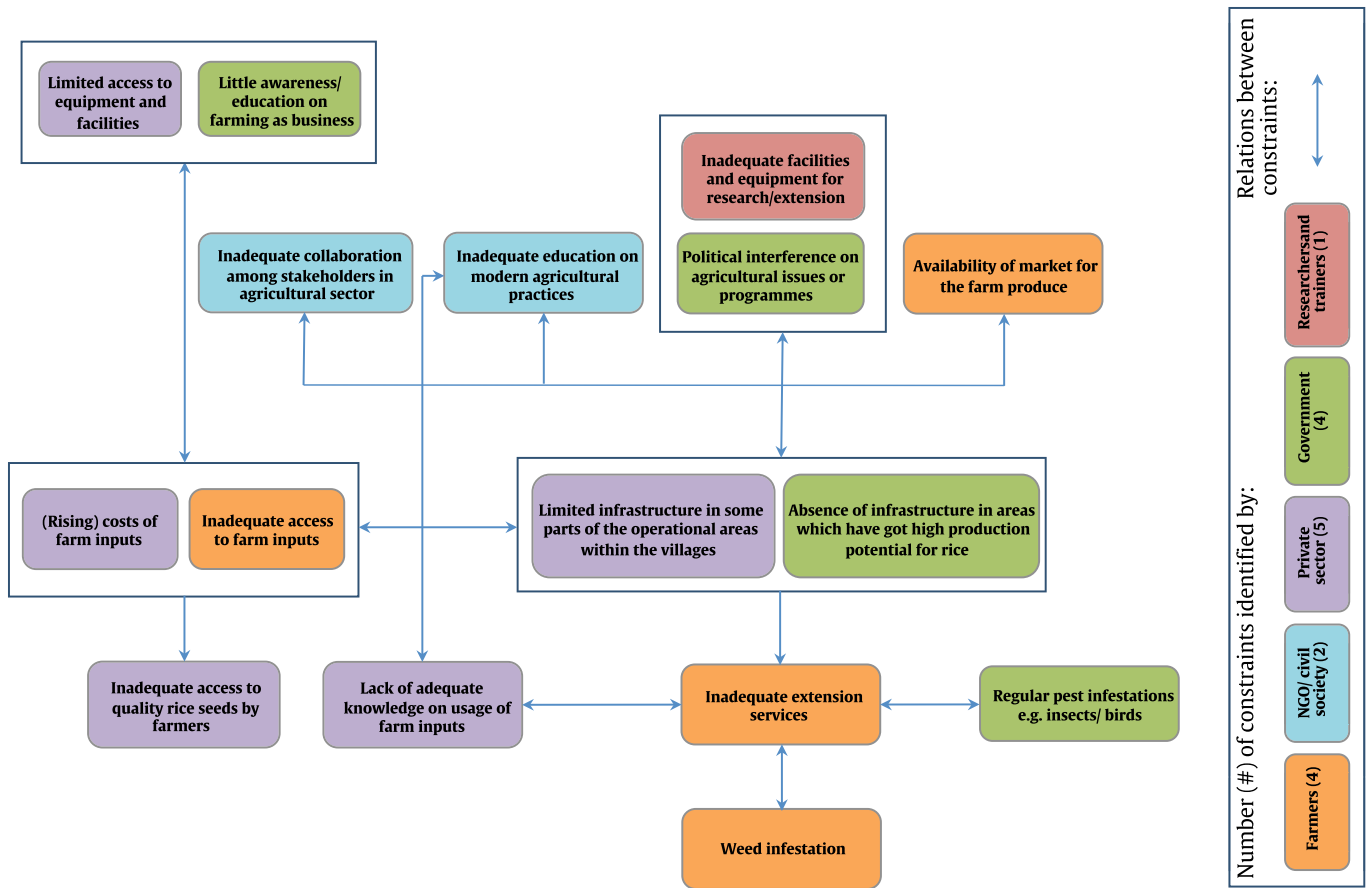 Limited access to
equipment and
facilities
Little awareness/
education on
farming as business
Inadequate facilities
and equipment for
research/extension
Inadequate collaboration
among stakeholders in
agricultural sector
Inadequate education on
modern agricultural
practices
Political interference on
agricultural issues or
programmes
Availability of market for
the farm produce
(Rising) costs of
farm inputs
Inadequate access
to farm inputs
Limited infrastructure in some
parts of the operational areas
within the villages
Absence of infrastructure in areas
which have got high production
potential for rice
Inadequate access to
quality rice seeds by
farmers
Lack of adequate
knowledge on usage of
farm inputs
Inadequate extension
services
Regular pest infestations
e.g. insects/ birds
Weed infestation
Number (#) of constraints identified by:
Farmers (4)
NGO/ civil
society (2)
Private
sector (5)
Government
(4)
Researchersand
trainers (1)
Relations between
constraints: